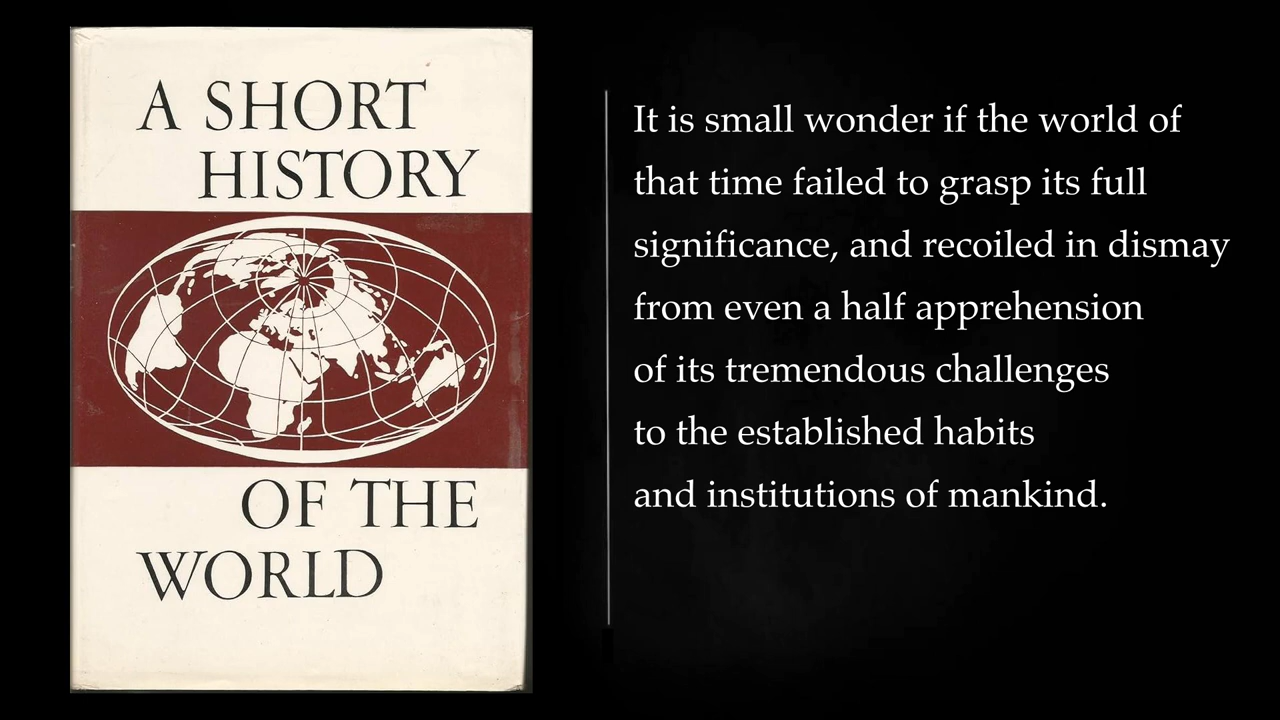 A SHORT
HISTORY
OF THE
WORLD
It is small wonder if the world of
that time failed to grasp its full
significance, and recoiled in dismay
from even a half apprehension
of its tremendous challenges
to the established habits
and institutions of mankind.